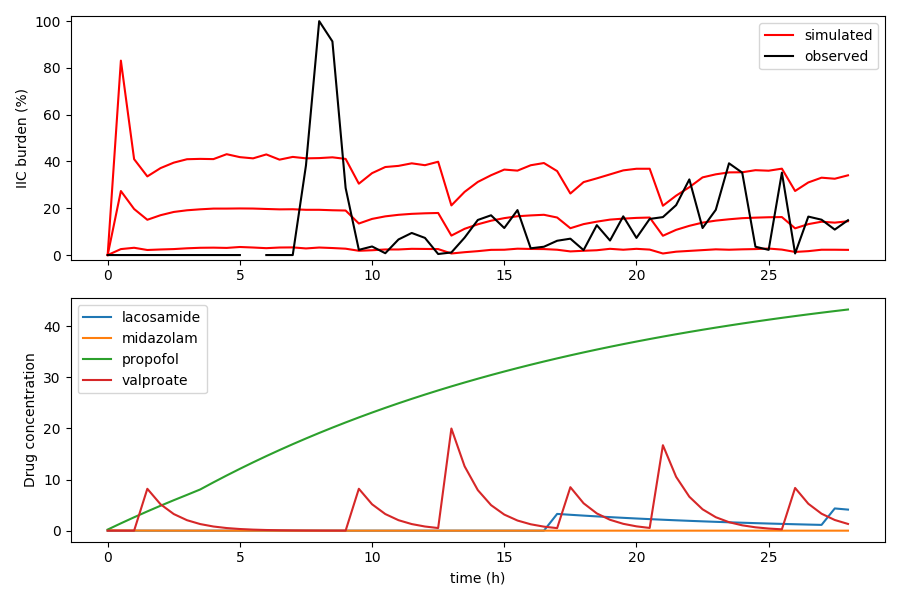 100
80
60
40
20
0
IIC burden (%)
simulated
observed
0
5
10
15
20
25
40
30
20
10
0
Drug concentration
lacosamide
midazolam
propofol
valproate
0
5
10
15
20
25
time (h)